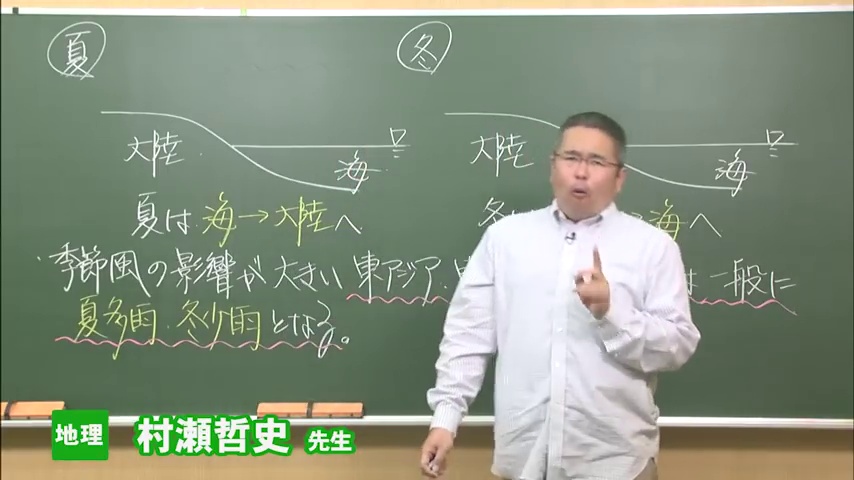 夏
冬
大陸 海
大陸 海
夏は海→大陸へ
冬は 海へ
季節風の影響が大きい東アジア は一般に
夏多雨・冬少雨となる。
地理 村瀬哲史 先生